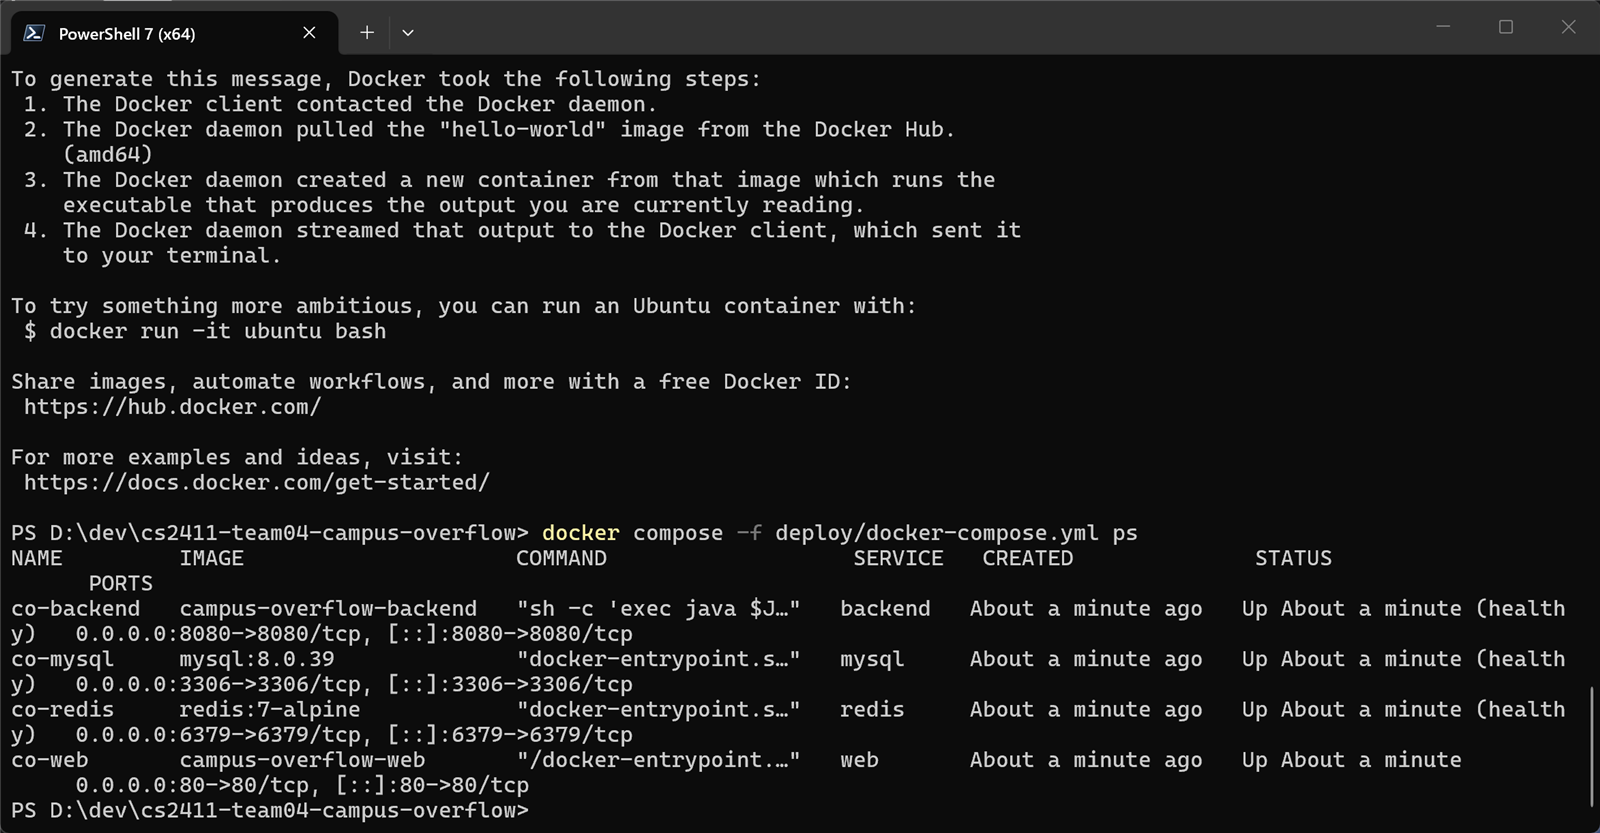 PowerShell 7 (x64)
To generate this message, Docker took the following steps:
 1. The Docker client contacted the Docker daemon.
 2. The Docker daemon pulled the "hello-world" image from the Docker Hub.
    (amd64)
 3. The Docker daemon created a new container from that image which runs the
    executable that produces the output you are currently reading.
 4. The Docker daemon streamed that output to the Docker client, which sent it
    to your terminal.

To try something more ambitious, you can run an Ubuntu container with:
 $ docker run -it ubuntu bash

Share images, automate workflows, and more with a free Docker ID:
 https://hub.docker.com/

For more examples and ideas, visit:
 https://docs.docker.com/get-started/

PS D:\dev\cs2411-team04-campus-overflow> docker compose -f deploy/docker-compose.yml ps
NAME         IMAGE                     COMMAND                   SERVICE   CREATED              STATUS
      PORTS
co-backend   campus-overflow-backend   "sh -c 'exec java $J…"   backend   About a minute ago   Up About a minute (health
y)   0.0.0.0:8080->8080/tcp, [::]:8080->8080/tcp
co-mysql     mysql:8.0.39              "docker-entrypoint.s…"   mysql     About a minute ago   Up About a minute (health
y)   0.0.0.0:3306->3306/tcp, [::]:3306->3306/tcp
co-redis     redis:7-alpine            "docker-entrypoint.s…"   redis     About a minute ago   Up About a minute (health
y)   0.0.0.0:6379->6379/tcp, [::]:6379->6379/tcp
co-web       campus-overflow-web       "/docker-entrypoint.…"   web       About a minute ago   Up About a minute
     0.0.0.0:80->80/tcp, [::]:80->80/tcp
PS D:\dev\cs2411-team04-campus-overflow>